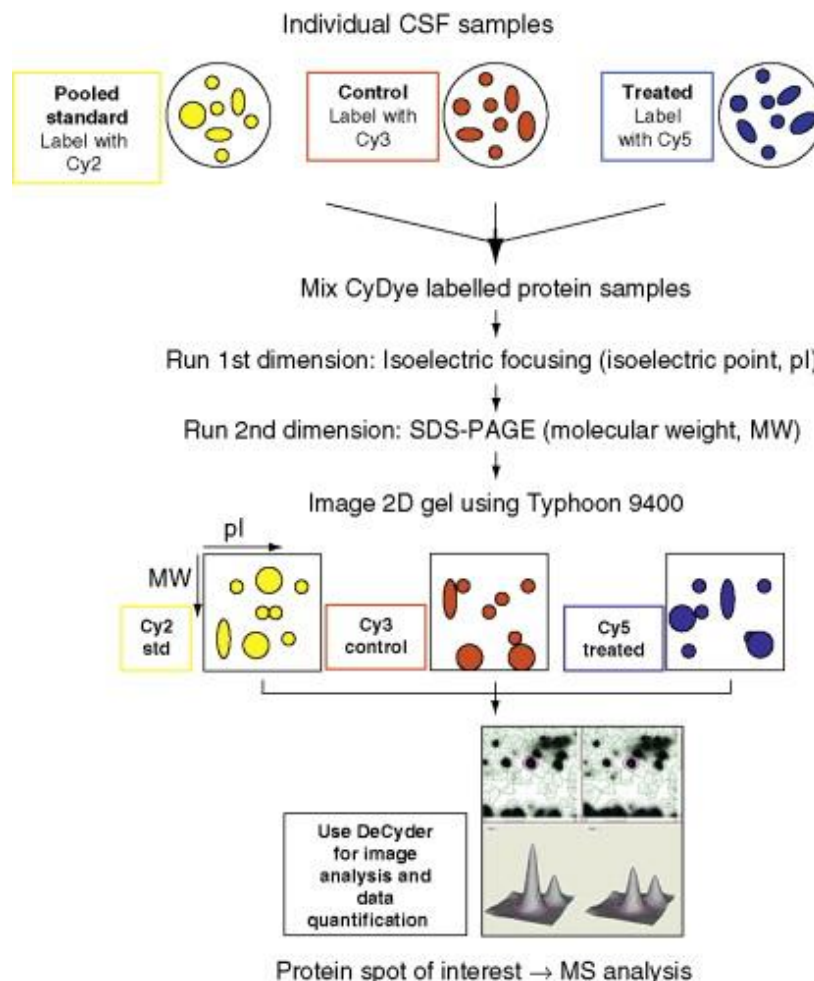 Individual CSF samples
Pooled
standard
Label with
Cy2
Control
Label with
Cy3
Treated
Label
with Cy5
Mix CyDye labelled protein samples
Run 1st dimension: Isoelectric focusing (isoelectric point, pI)
Run 2nd dimension: SDS-PAGE (molecular weight, MW)
Image 2D gel using Typhoon 9400
pI
MW
Cy2
std
Cy3
control
Cy5
treated
Use DeCyder
for image
analysis and
data
quantification
Protein spot of interest → MS analysis